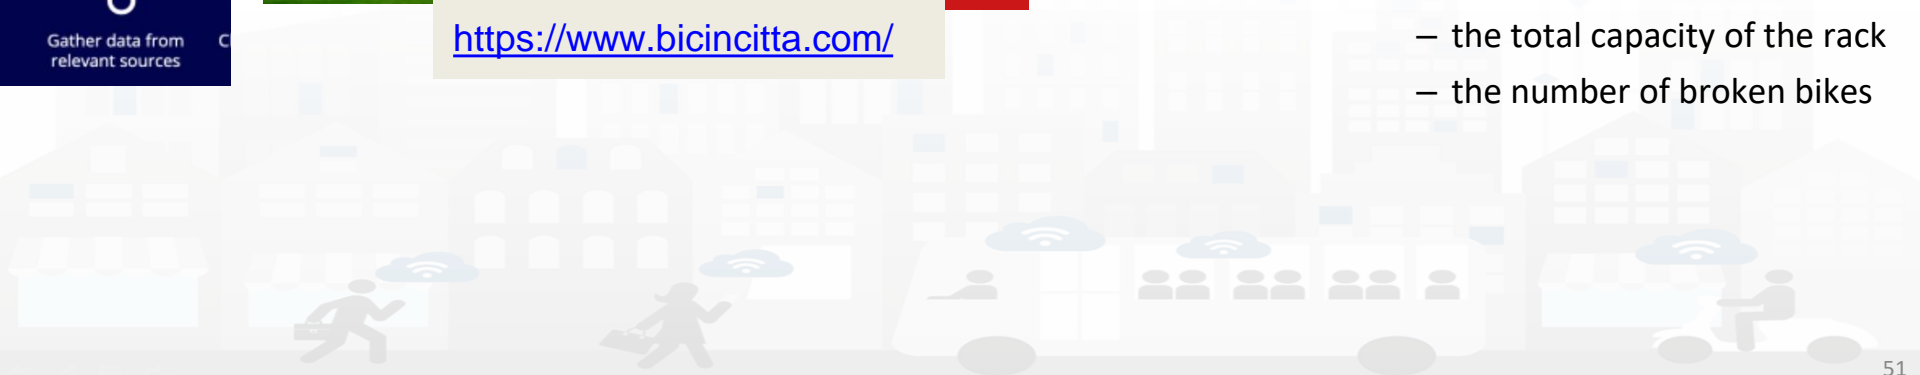 Gather data from
relevant sources
https://www.bicincitta.com/
– the total capacity of the rack
– the number of broken bikes
51